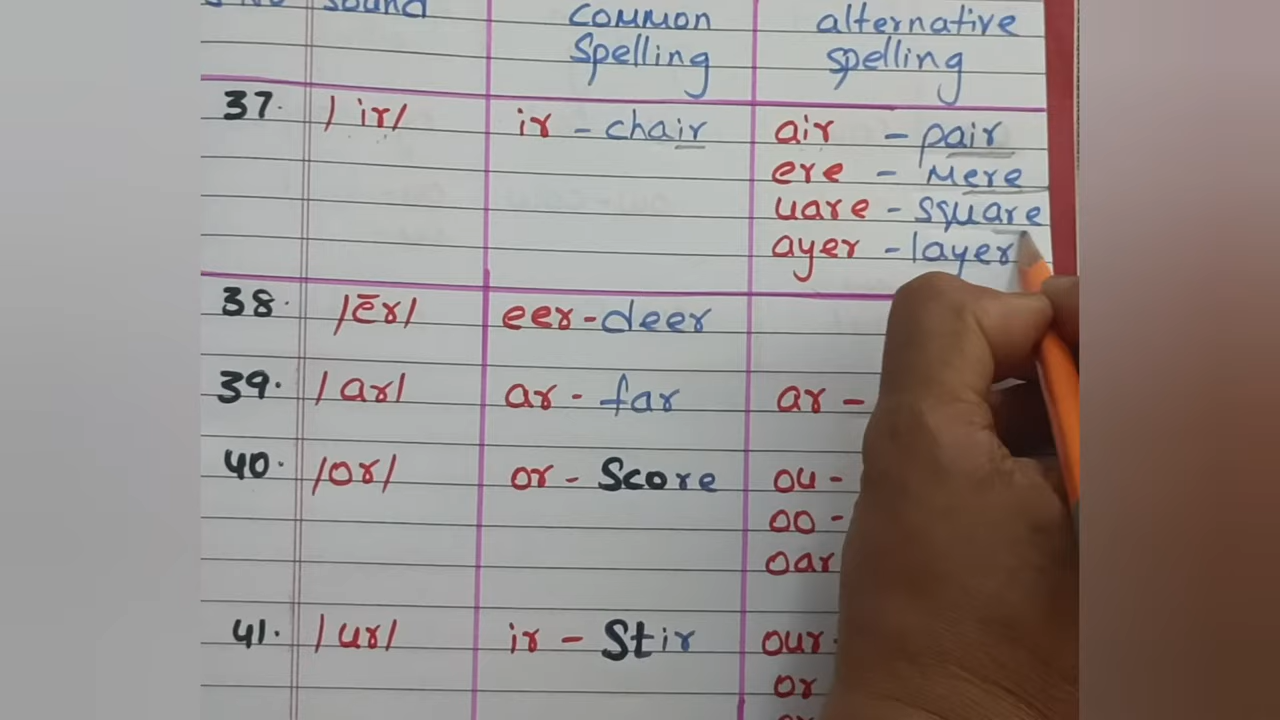 sound common alternative
Spelling spelling
37. /ir/ ir - chair air - pair
ere - Mere
uare - square
ayer - layer
38. /ēr/ eer - deer
39. /ar/ ar - far ar -
40. /or/ or - Score ou -
oo -
oar
41. /ur/ ir - Stir our
or